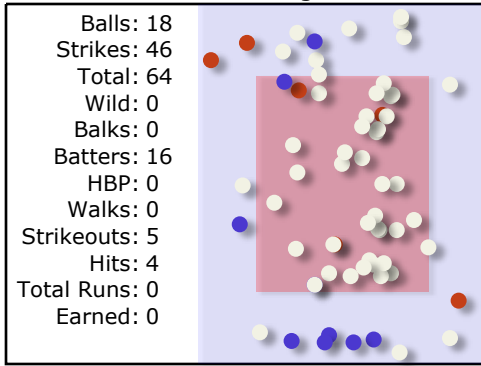 Balls: 18
Strikes: 46
Total: 64
Wild: 0
Balks: 0
Batters: 16
HBP: 0
Walks: 0
Strikeouts: 5
Hits: 4
Total Runs: 0
Earned: 0